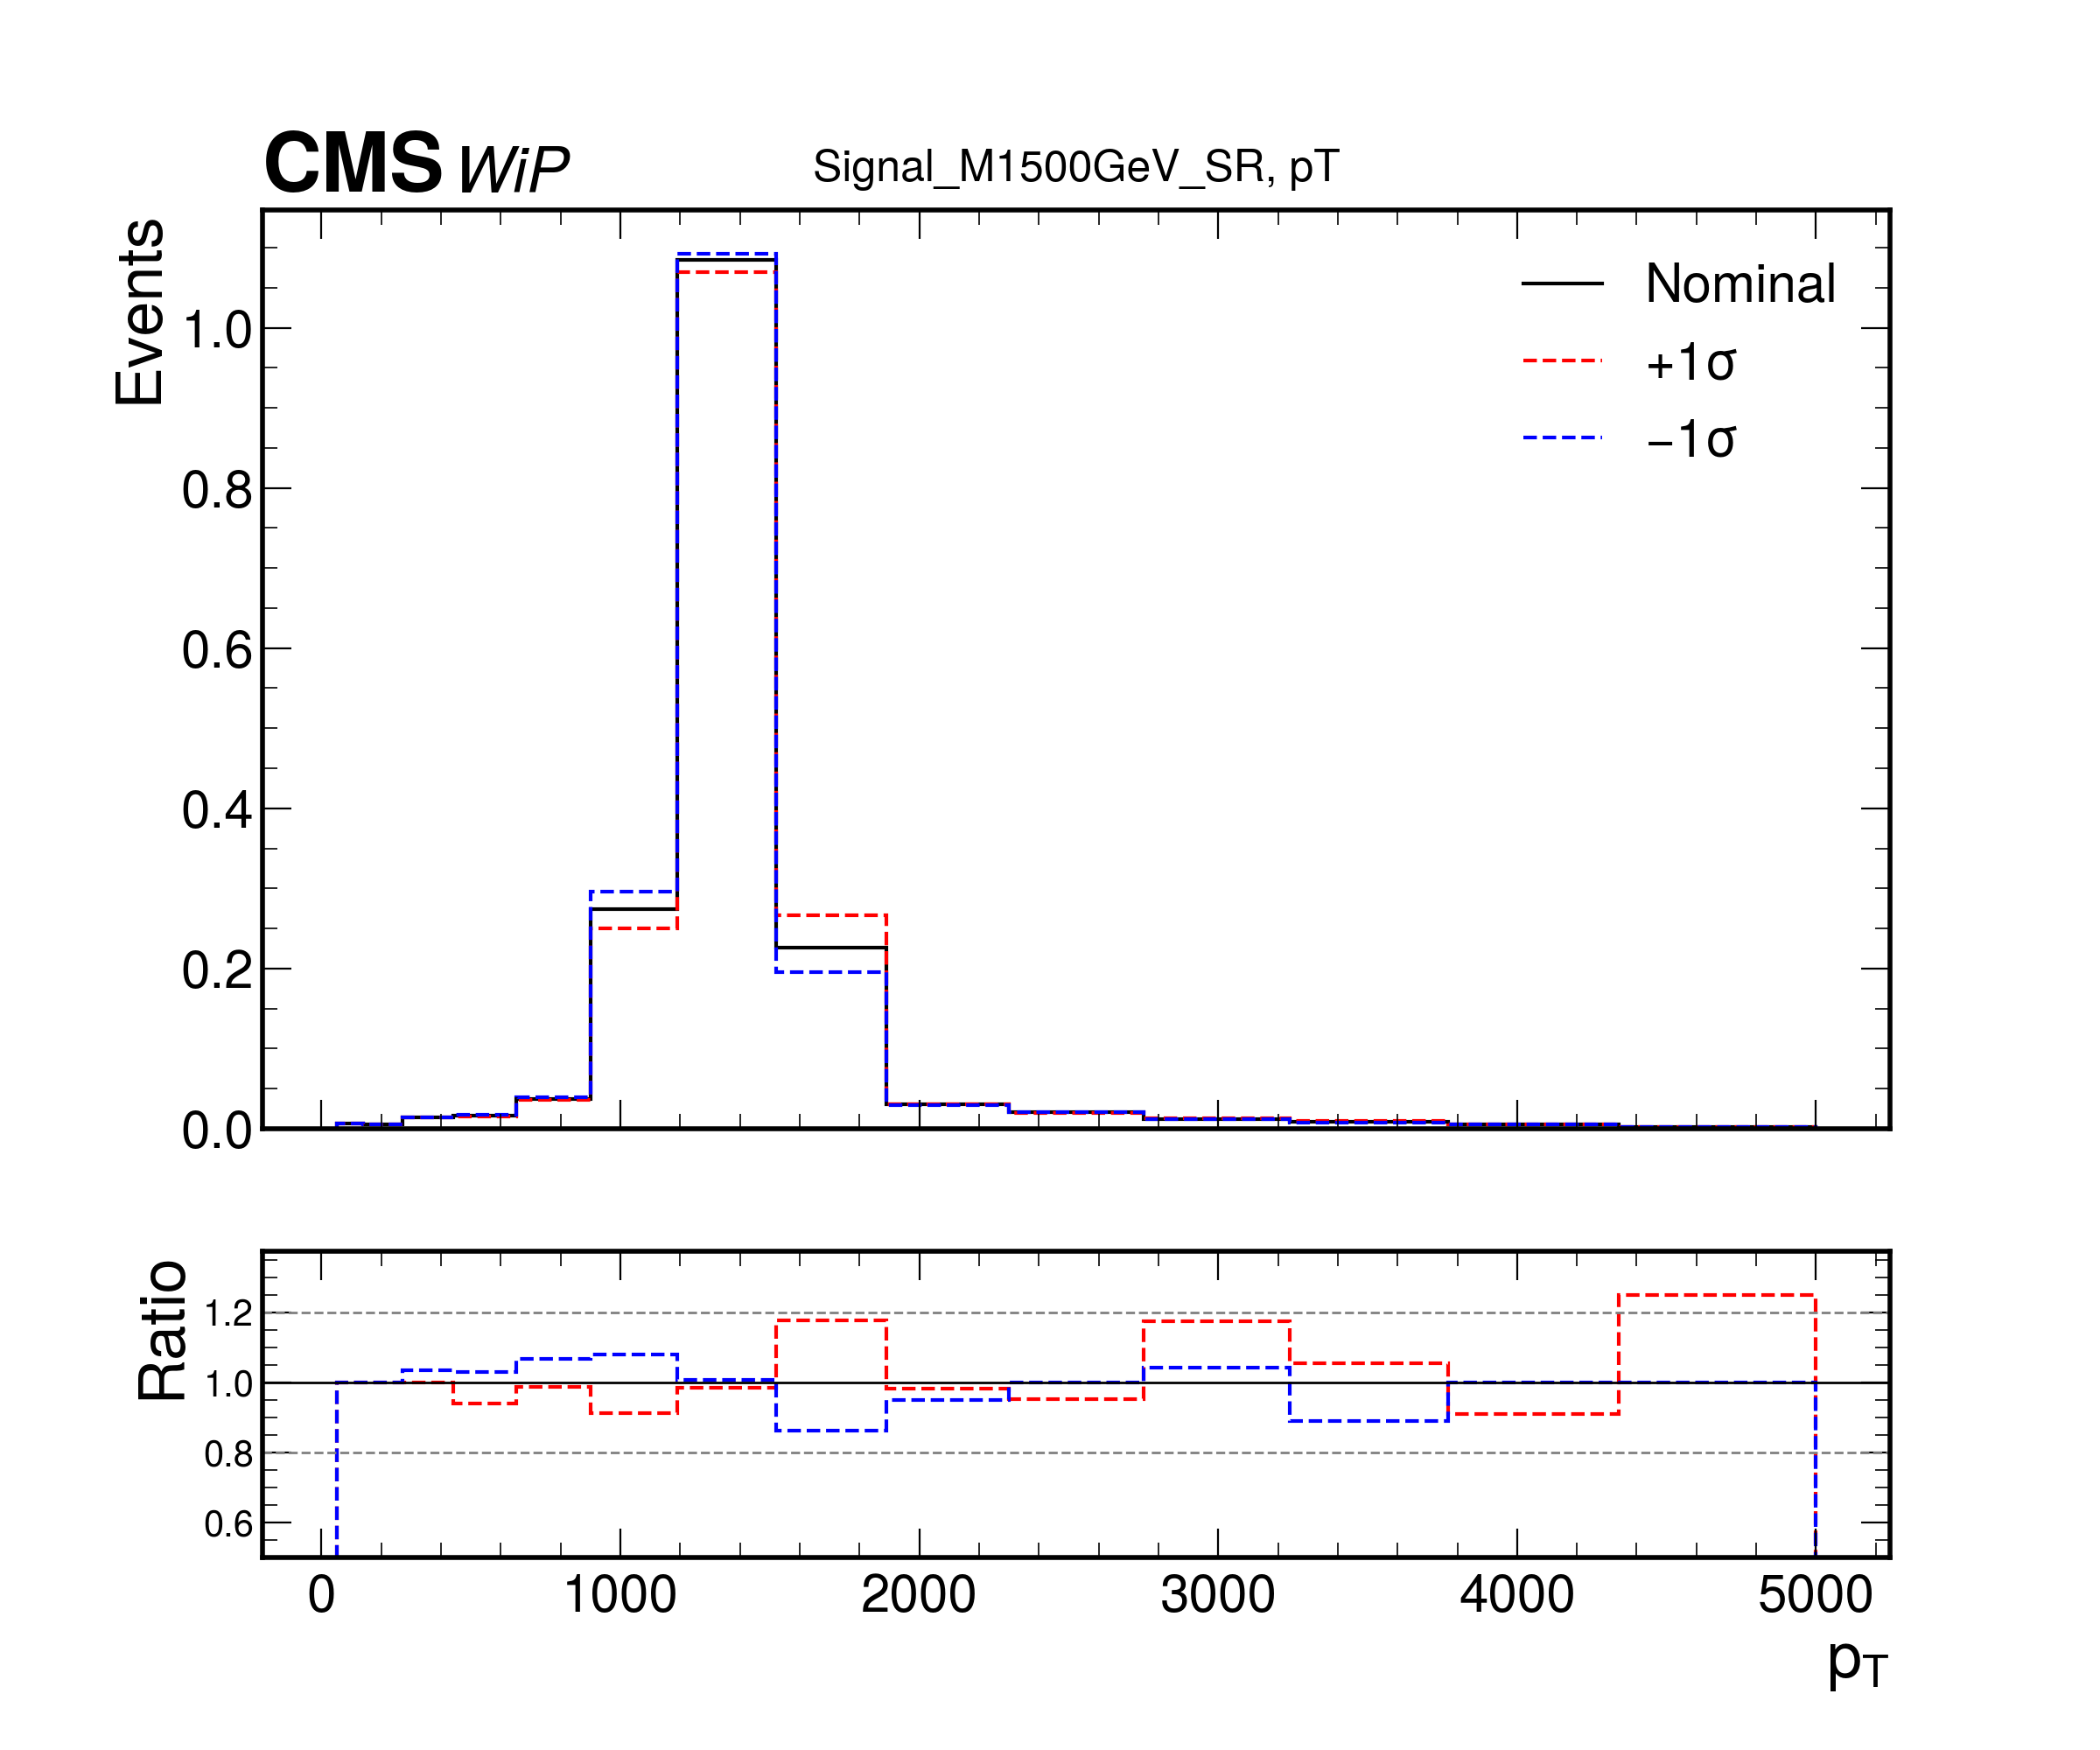 CMS WiP
Signal_M1500GeV_SR, pT
Events
1.0
0.8
0.6
0.4
0.2
0.0
Nominal
+1σ
−1σ
Ratio
1.2
1.0
0.8
0.6
0 1000 2000 3000 4000 5000
pT